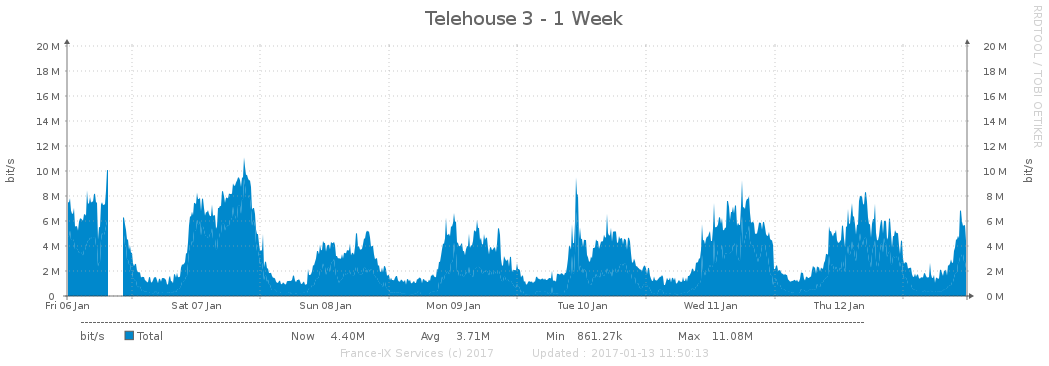 Telehouse 3 - 1 Week
RRDTOOL / TOBI OETIKER
bit/s
20 M 20 M
18 M 18 M
16 M 16 M
14 M 14 M
12 M 12 M
10 M 10 M
8 M 8 M
6 M 6 M
4 M 4 M
2 M 2 M
0 0 M
bit/s
Fri 06 Jan Sat 07 Jan Sun 08 Jan Mon 09 Jan Tue 10 Jan Wed 11 Jan Thu 12 Jan
bit/s Total Now 4.40M Avg 3.71M Min 861.27k Max 11.08M
France-IX Services (c) 2017 Updated : 2017-01-13 11:50:13